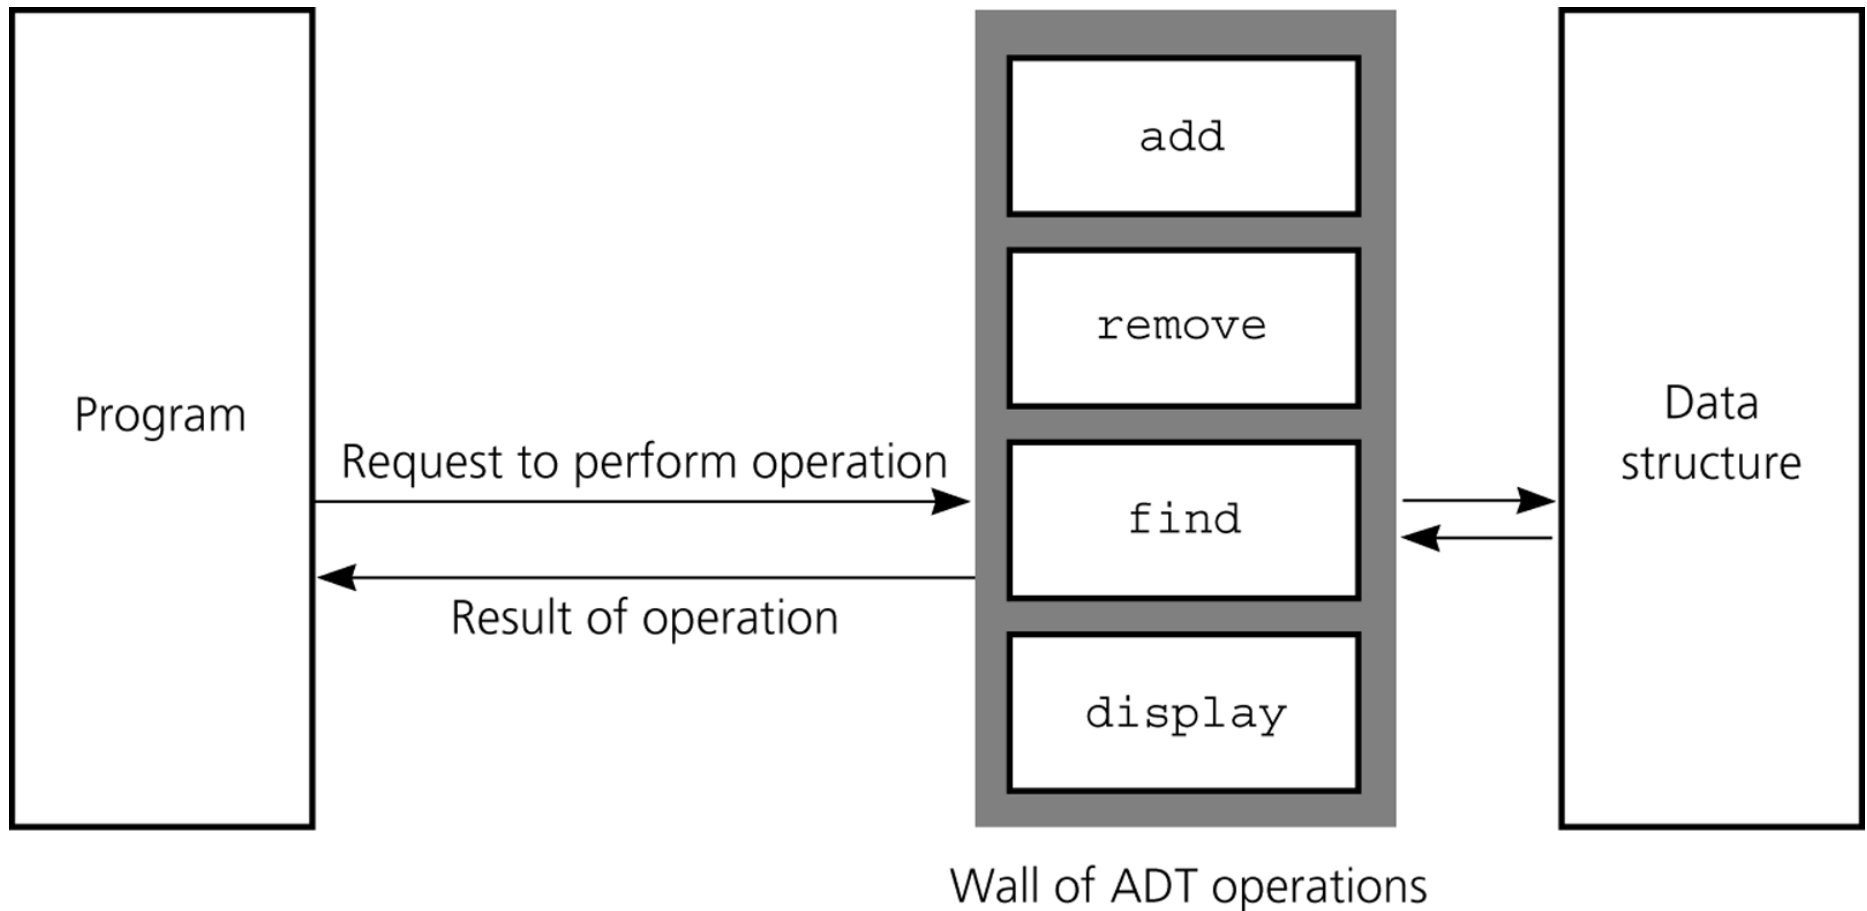 Program
Request to perform operation
Result of operation
add
remove
find
display
Wall of ADT operations
Data
structure